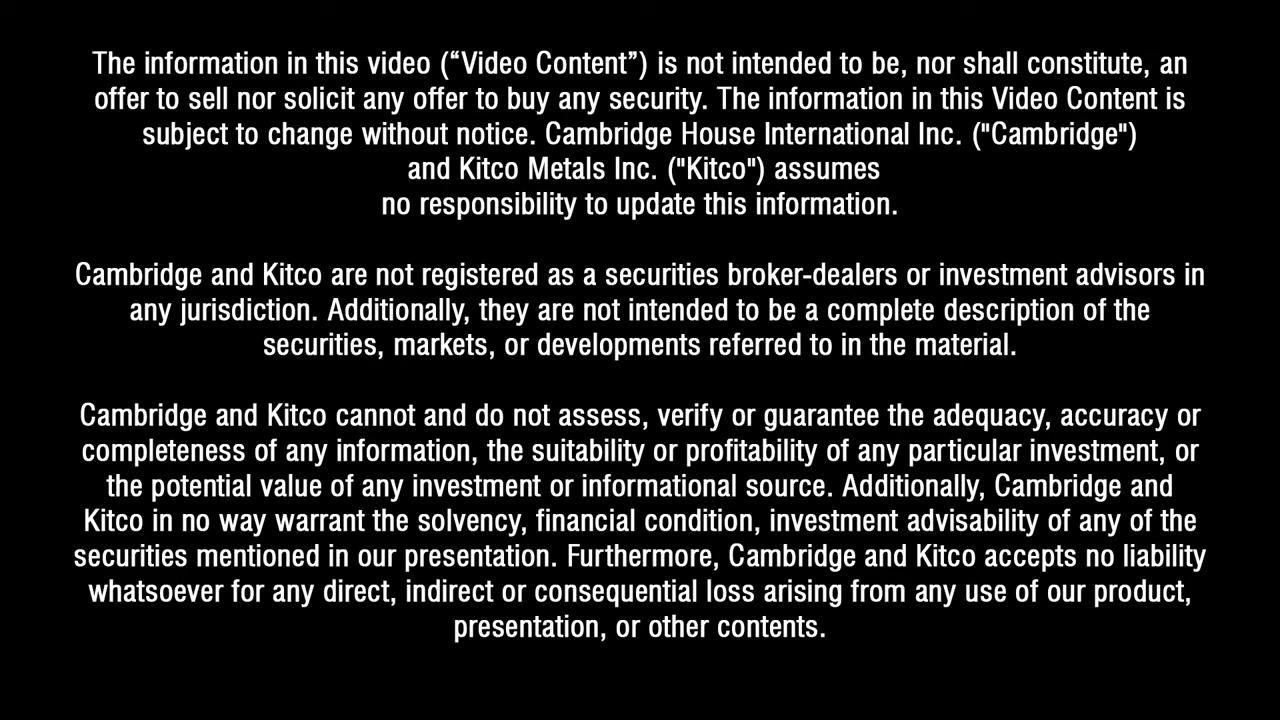 The information in this video (“Video Content”) is not intended to be, nor shall constitute, an
offer to sell nor solicit any offer to buy any security. The information in this Video Content is
subject to change without notice. Cambridge House International Inc. ("Cambridge")
and Kitco Metals Inc. ("Kitco") assumes
no responsibility to update this information.
Cambridge and Kitco are not registered as a securities broker-dealers or investment advisors in
any jurisdiction. Additionally, they are not intended to be a complete description of the
securities, markets, or developments referred to in the material.
Cambridge and Kitco cannot and do not assess, verify or guarantee the adequacy, accuracy or
completeness of any information, the suitability or profitability of any particular investment, or
the potential value of any investment or informational source. Additionally, Cambridge and
Kitco in no way warrant the solvency, financial condition, investment advisability of any of the
securities mentioned in our presentation. Furthermore, Cambridge and Kitco accepts no liability
whatsoever for any direct, indirect or consequential loss arising from any use of our product,
presentation, or other contents.